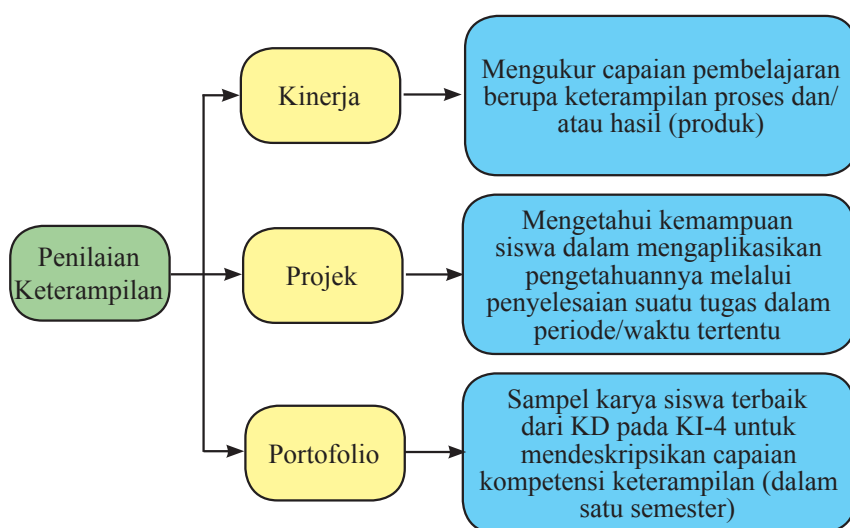 Penilaian
Keterampilan
Kinerja
Mengukur capaian pembelajaran
berupa keterampilan proses dan/
atau hasil (produk)
Projek
Mengetahui kemampuan
siswa dalam mengaplikasikan
pengetahuannya melalui
penyelesaian suatu tugas dalam
periode/waktu tertentu
Portofolio
Sampel karya siswa terbaik
dari KD pada KI-4 untuk
mendeskripsikan capaian
kompetensi keterampilan (dalam
satu semester)